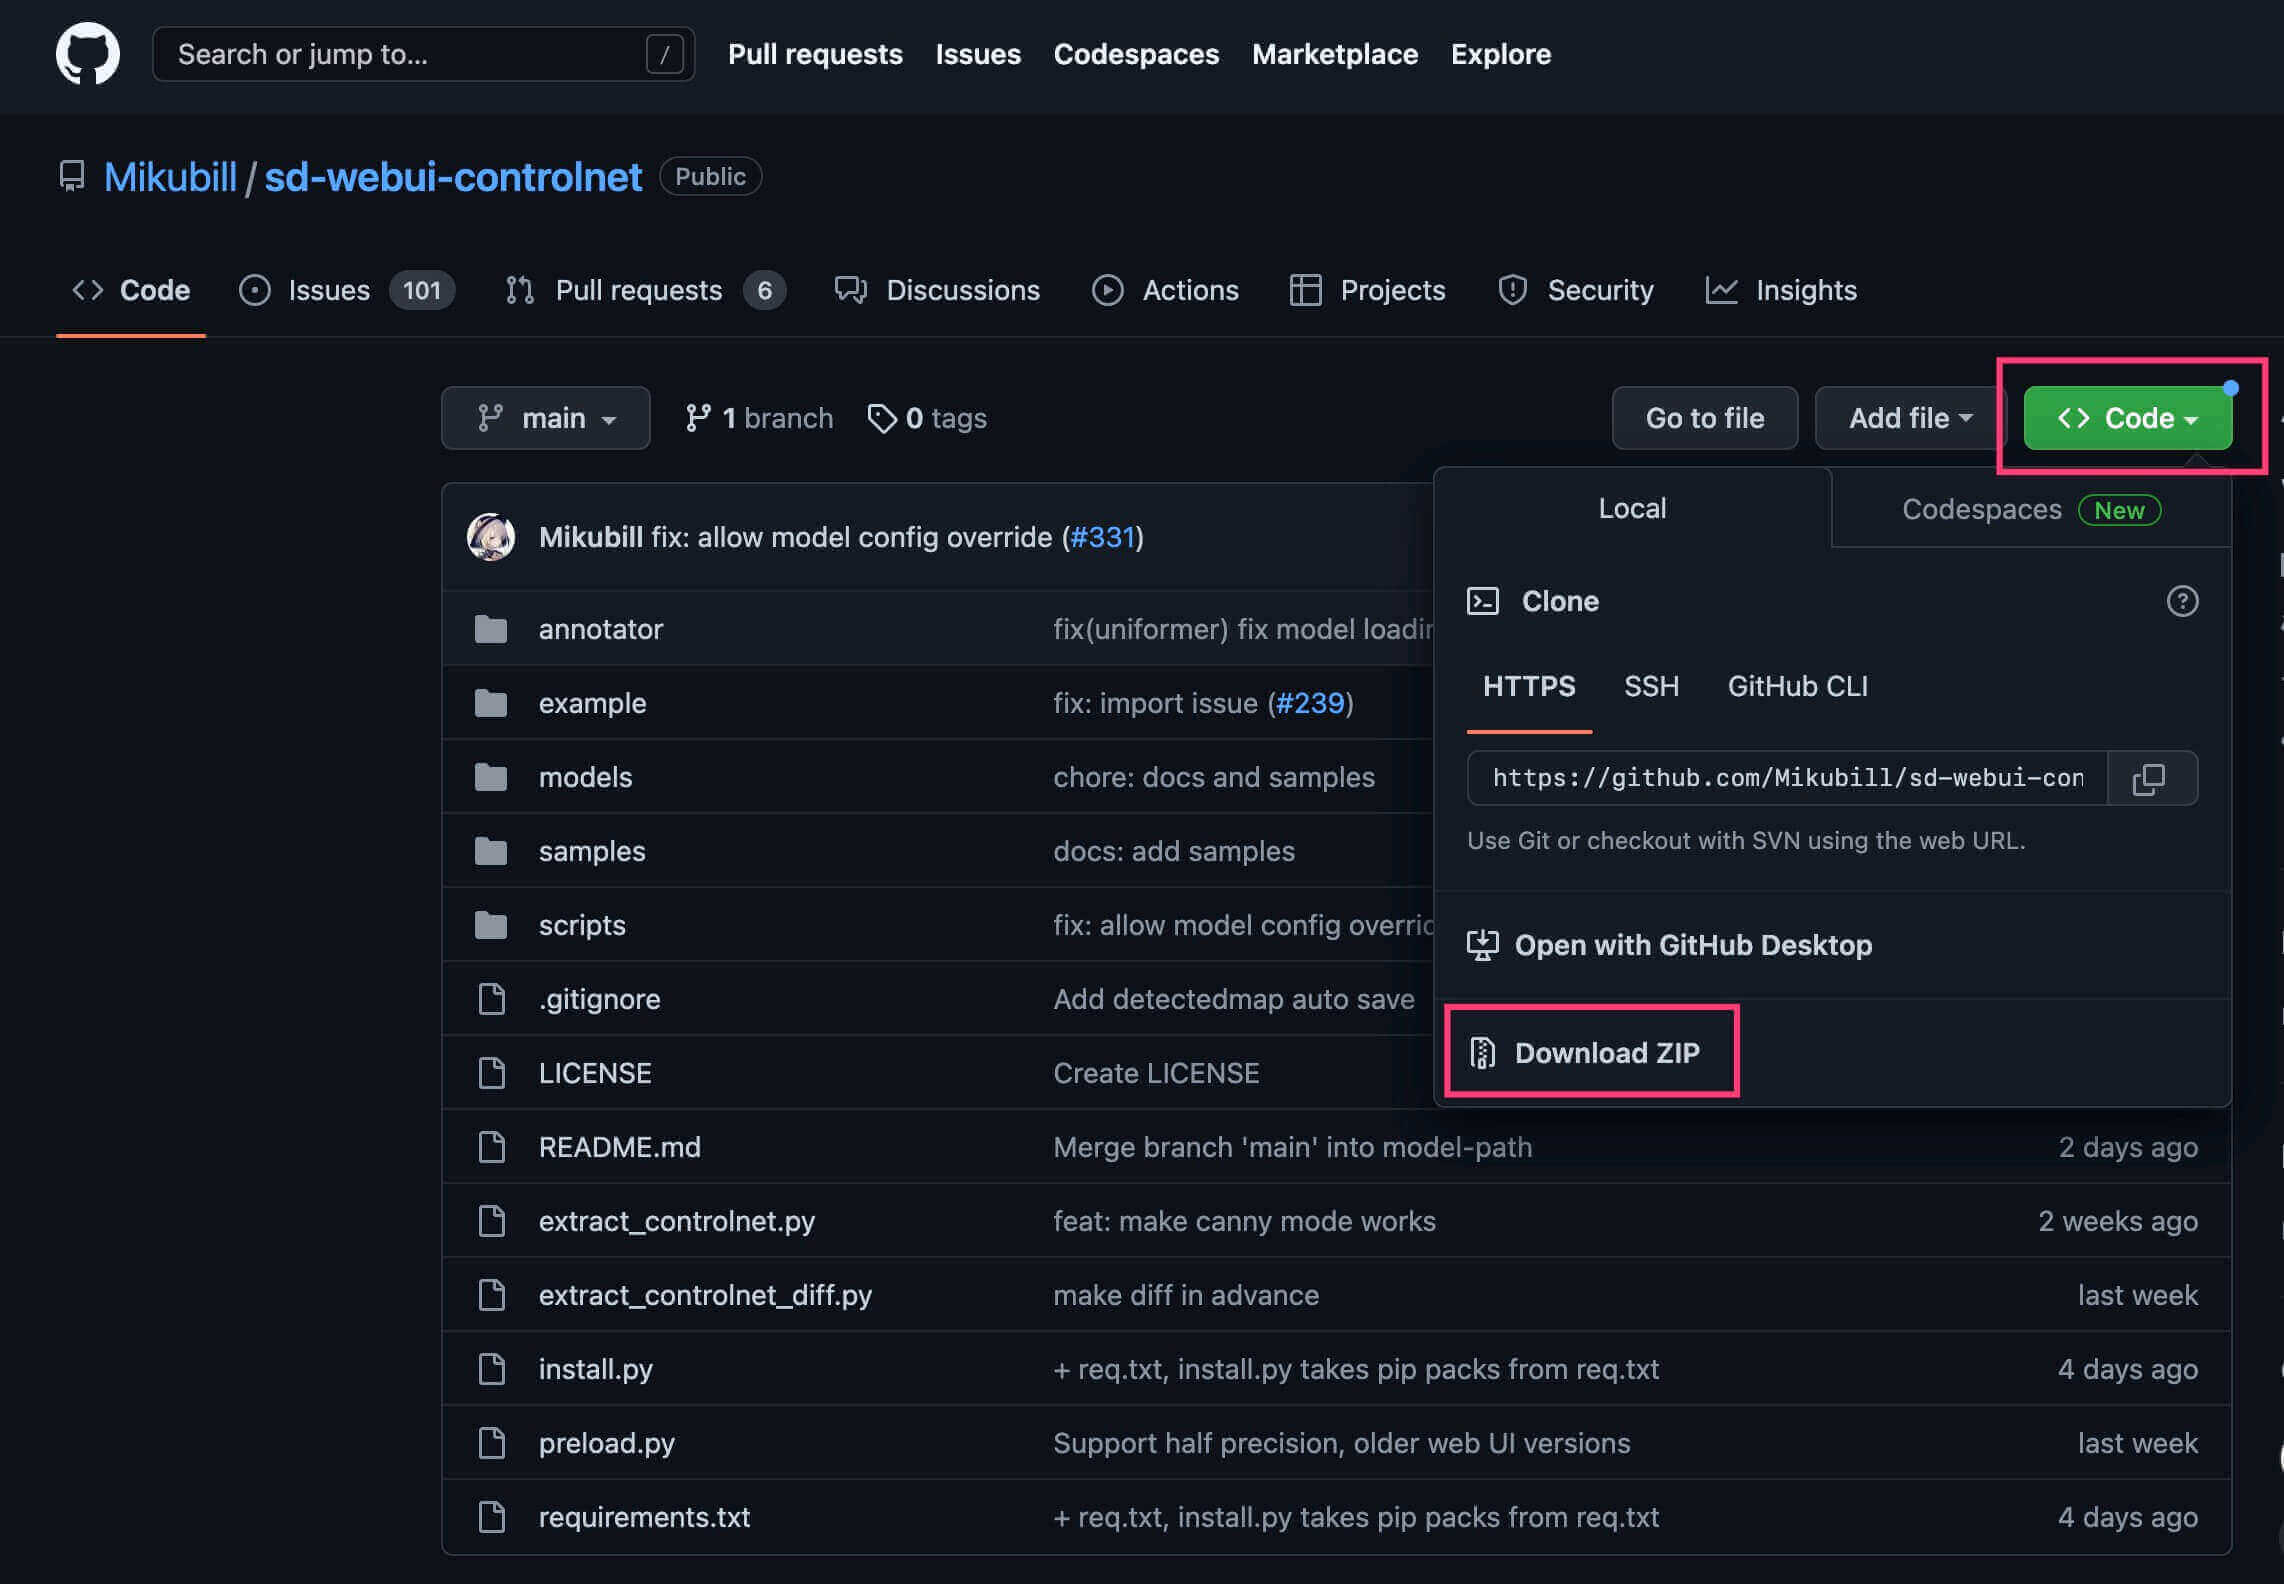 Search or jump to... / Pull requests Issues Codespaces Marketplace Explore
Mikubill / sd-webui-controlnet Public
Code Issues 101 Pull requests 6 Discussions Actions Projects Security Insights
main 1 branch 0 tags Go to file Add file Code
Local Codespaces New
Mikubill fix: allow model config override (#331)
Clone
annotator fix(uniformer) fix model loadin
HTTPS SSH GitHub CLI
example fix: import issue (#239)
models chore: docs and samples
https://github.com/Mikubill/sd-webui-con
Use Git or checkout with SVN using the web URL.
samples docs: add samples
scripts fix: allow model config overrid
Open with GitHub Desktop
.gitignore Add detectedmap auto save
Download ZIP
LICENSE Create LICENSE
README.md Merge branch 'main' into model-path 2 days ago
extract_controlnet.py feat: make canny mode works 2 weeks ago
extract_controlnet_diff.py make diff in advance last week
install.py + req.txt, install.py takes pip packs from req.txt 4 days ago
preload.py Support half precision, older web UI versions last week
requirements.txt + req.txt, install.py takes pip packs from req.txt 4 days ago